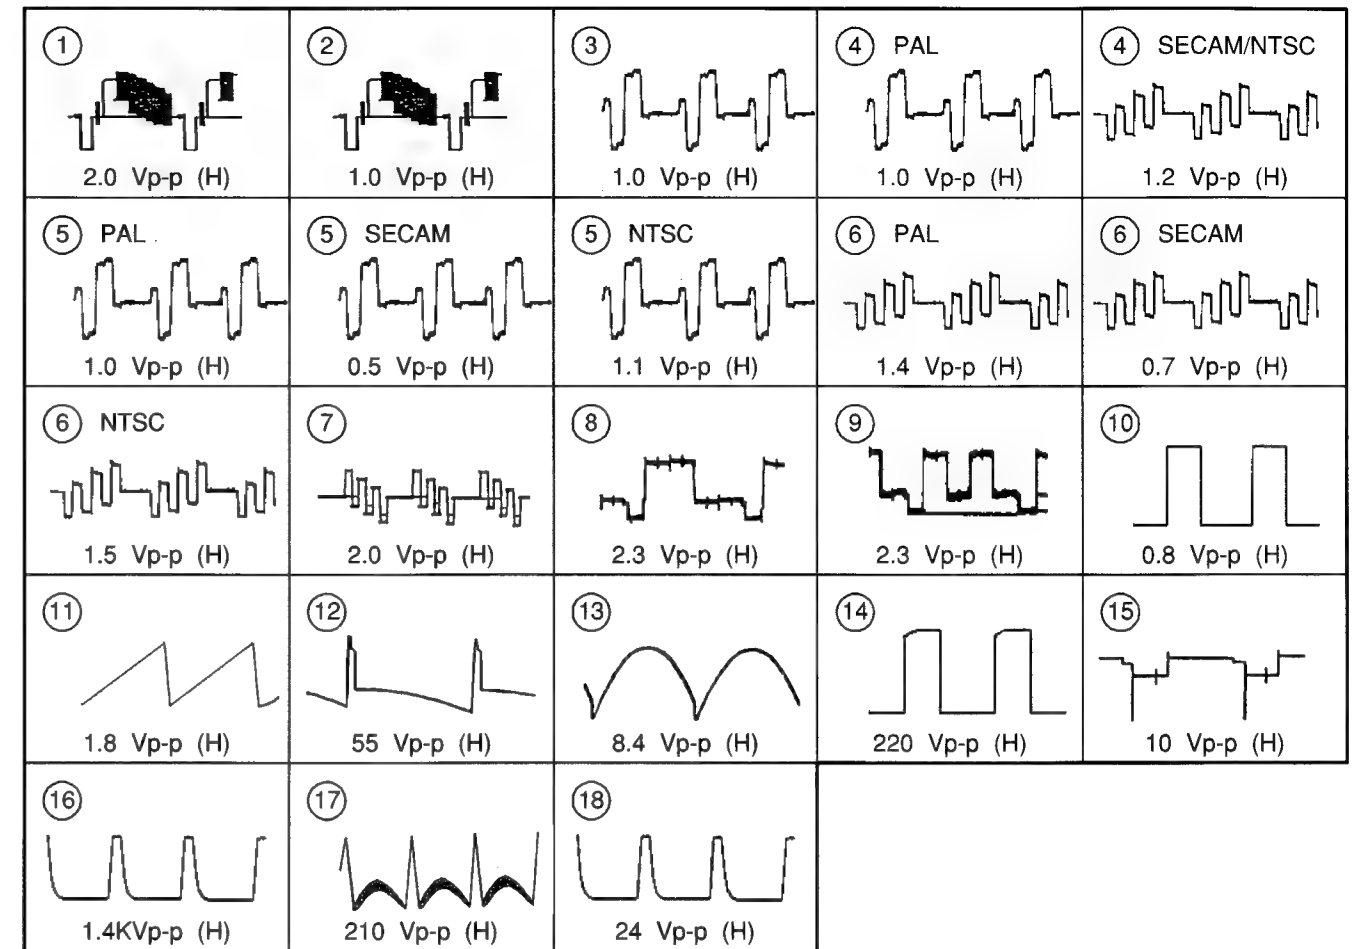 1
2.0 Vp-p (H)
2
1.0 Vp-p (H)
3
1.0 Vp-p (H)
4 PAL
1.0 Vp-p (H)
4 SECAM/NTSC
1.2 Vp-p (H)
5 PAL
1.0 Vp-p (H)
5 SECAM
0.5 Vp-p (H)
5 NTSC
1.1 Vp-p (H)
6 PAL
1.4 Vp-p (H)
6 SECAM
0.7 Vp-p (H)
6 NTSC
1.5 Vp-p (H)
7
2.0 Vp-p (H)
8
2.3 Vp-p (H)
9
2.3 Vp-p (H)
10
0.8 Vp-p (H)
11
1.8 Vp-p (H)
12
55 Vp-p (H)
13
8.4 Vp-p (H)
14
220 Vp-p (H)
15
10 Vp-p (H)
16
1.4KVp-p (H)
17
210 Vp-p (H)
18
24 Vp-p (H)